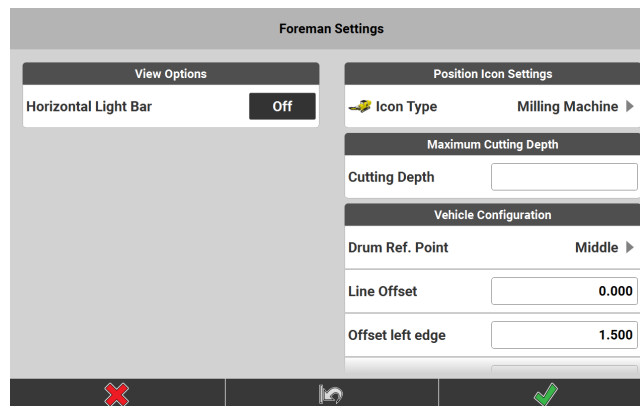 Foreman Settings
View Options
Horizontal Light Bar Off
Position Icon Settings
Icon Type Milling Machine
Maximum Cutting Depth
Cutting Depth
Vehicle Configuration
Drum Ref. Point Middle
Line Offset 0.000
Offset left edge 1.500